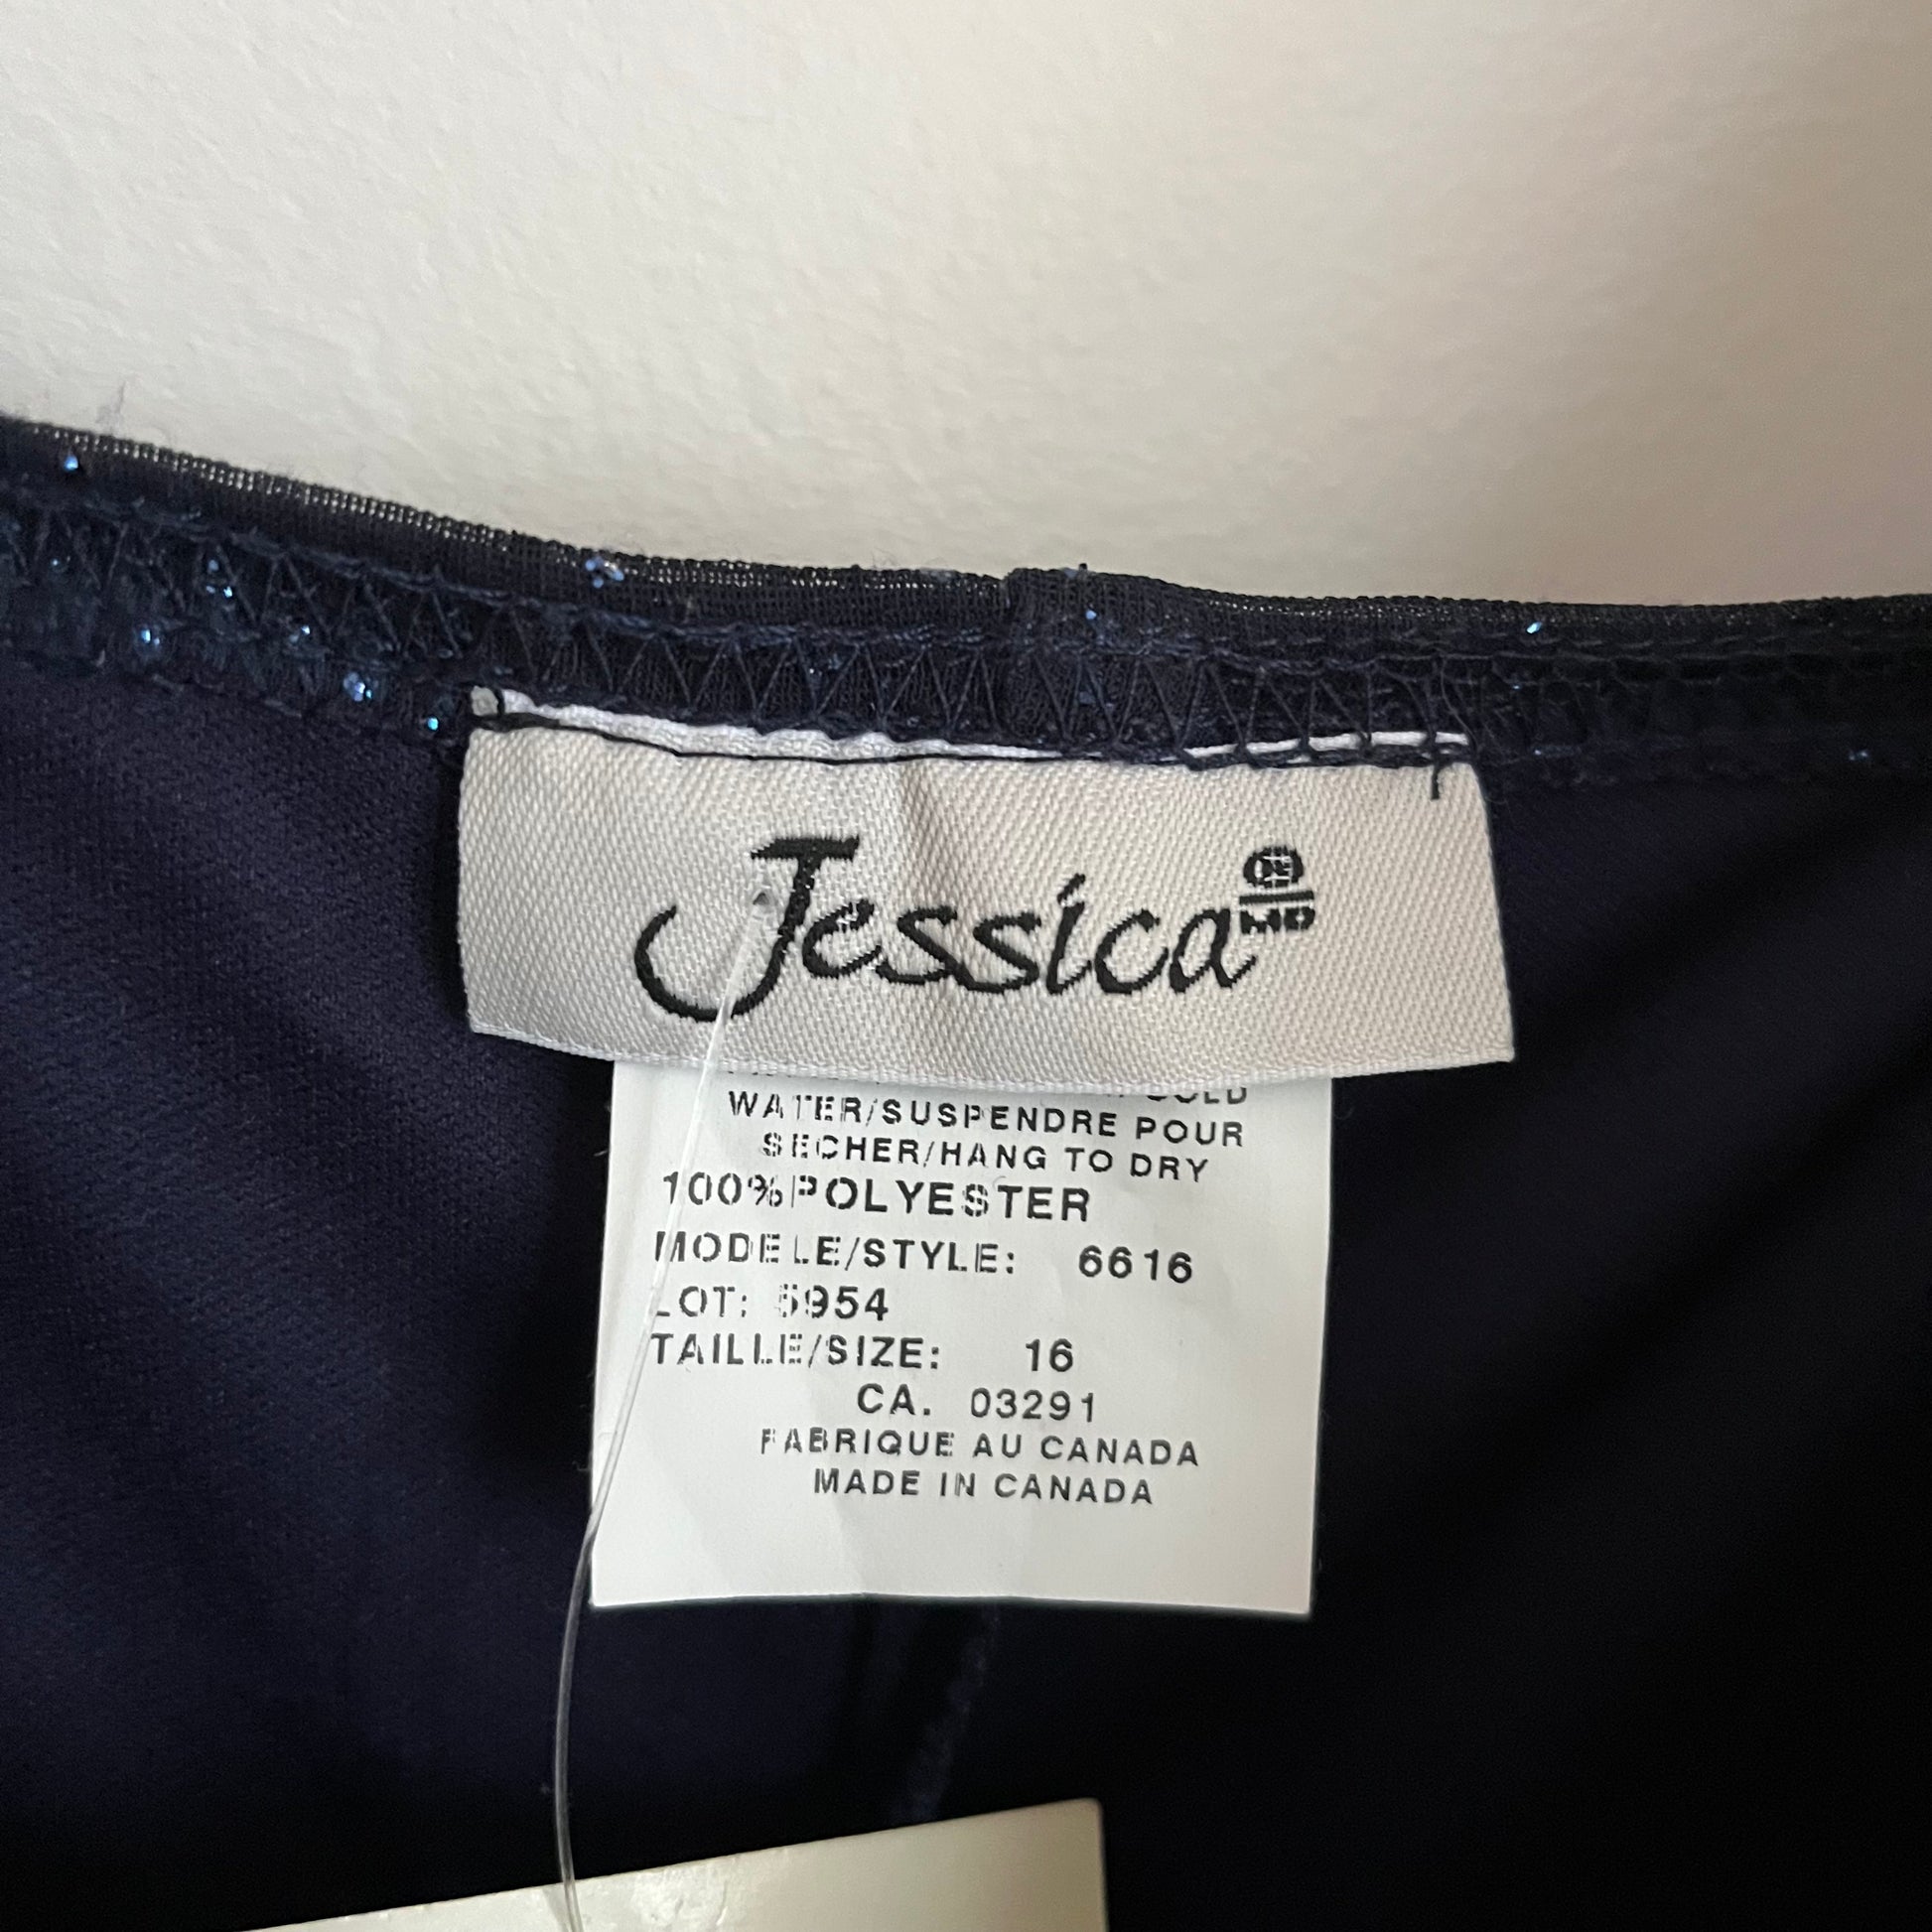 Jessica
MD
COLD
WATER/SUSPENDRE POUR
SECHER/HANG TO DRY
100%POLYESTER
MODELE/STYLE: 6616
LOT: 5954
TAILLE/SIZE: 16
CA. 03291
FABRIQUE AU CANADA
MADE IN CANADA